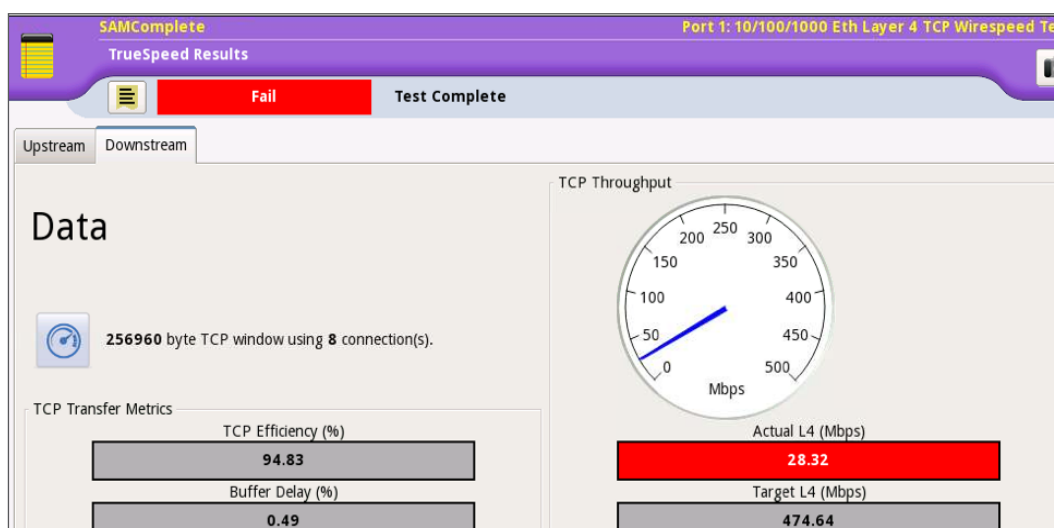 SAMComplete
Port 1: 10/100/1000 Eth Layer 4 TCP Wirespeed
TrueSpeed Results
Fail
Test Complete
Upstream
Downstream
Data
256960 byte TCP window using 8 connection(s).
TCP Transfer Metrics
TCP Efficiency (%)
94.83
Buffer Delay (%)
0.49
TCP Throughput
0
50
100
150
200
250
300
350
400
450
500
Mbps
Actual L4 (Mbps)
28.32
Target L4 (Mbps)
474.64